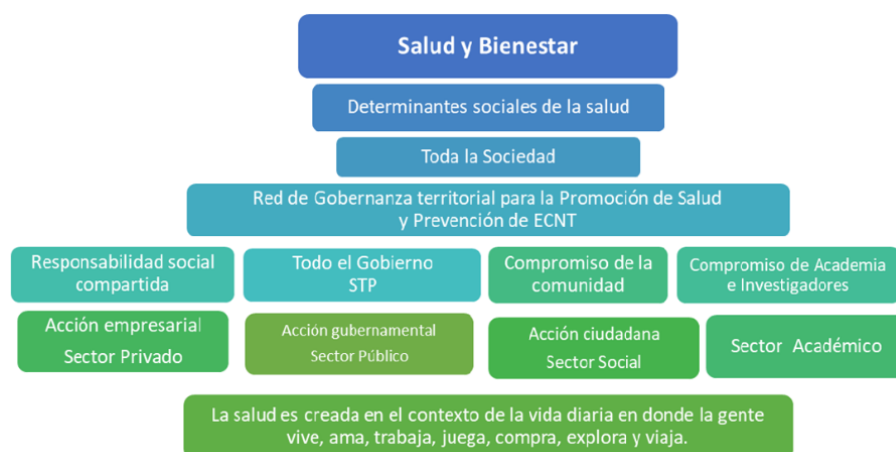 Salud y Bienestar
Determinantes sociales de la salud
Toda la Sociedad
Red de Gobernanza territorial para la Promoción de Salud
y Prevención de ECNT
Responsabilidad social
compartida
Todo el Gobierno
STP
Compromiso de la
comunidad
Compromiso de Academia
e Investigadores
Acción empresarial
Sector Privado
Acción gubernamental
Sector Público
Acción ciudadana
Sector Social
Sector Académico
La salud es creada en el contexto de la vida diaria en donde la gente
vive, ama, trabaja, juega, compra, explora y viaja.